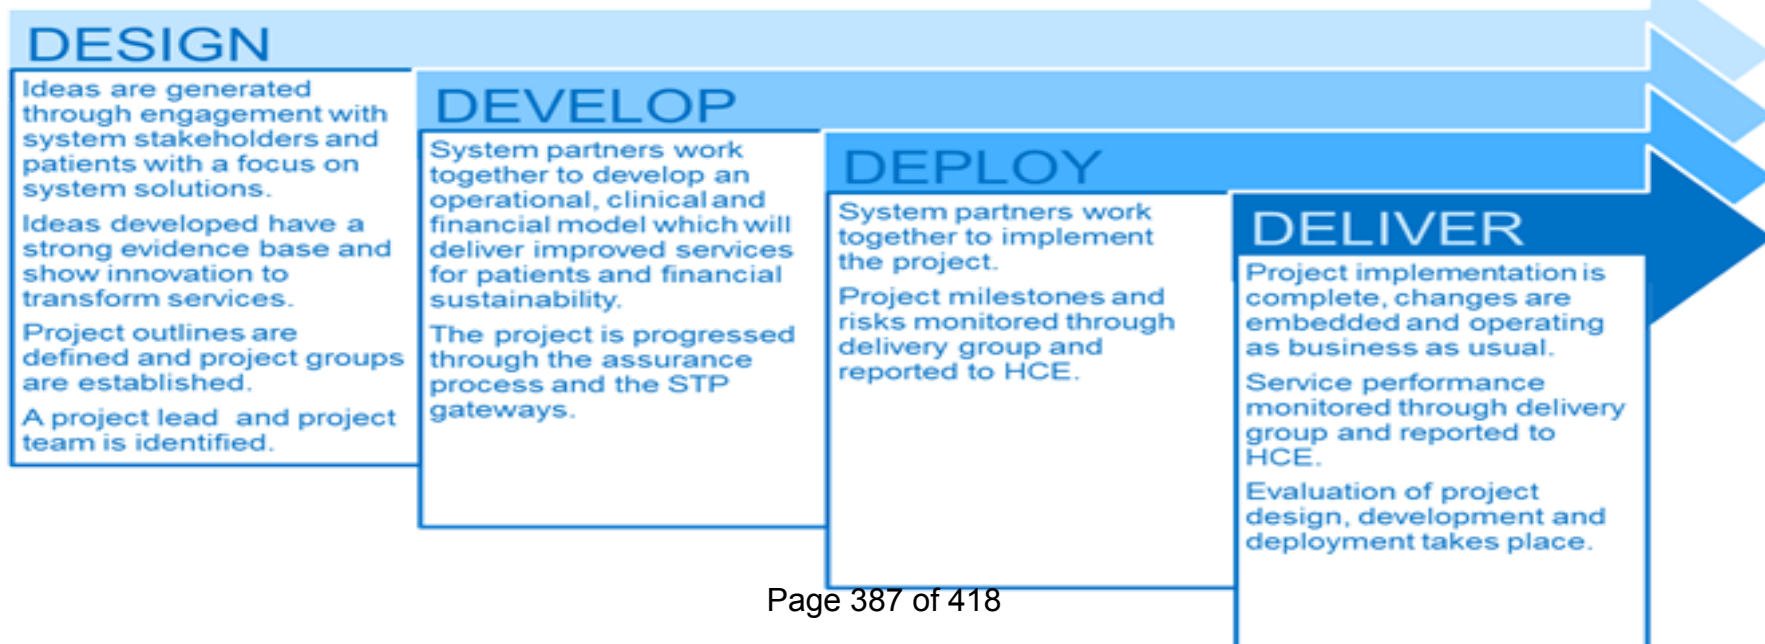 DESIGN
Ideas are generated
through engagement with
system stakeholders and
patients with a focus on
system solutions.
Ideas developed have a
strong evidence base and
show innovation to
transform services.
Project outlines are
defined and project groups
are established.
A project lead and project
team is identified.
DEVELOP
System partners work
together to develop an
operational, clinical and
financial model which will
deliver improved services
for patients and financial
sustainability.
The project is progressed
through the assurance
process and the STP
gateways.
DEPLOY
System partners work
together to implement
the project.
Project milestones and
risks monitored through
delivery group and
reported to HCE.
DELIVER
Project implementation is
complete, changes are
embedded and operating
as business as usual.
Service performance
monitored through delivery
group and reported to
HCE.
Evaluation of project
design, development and
deployment takes place.
Page 387 of 418